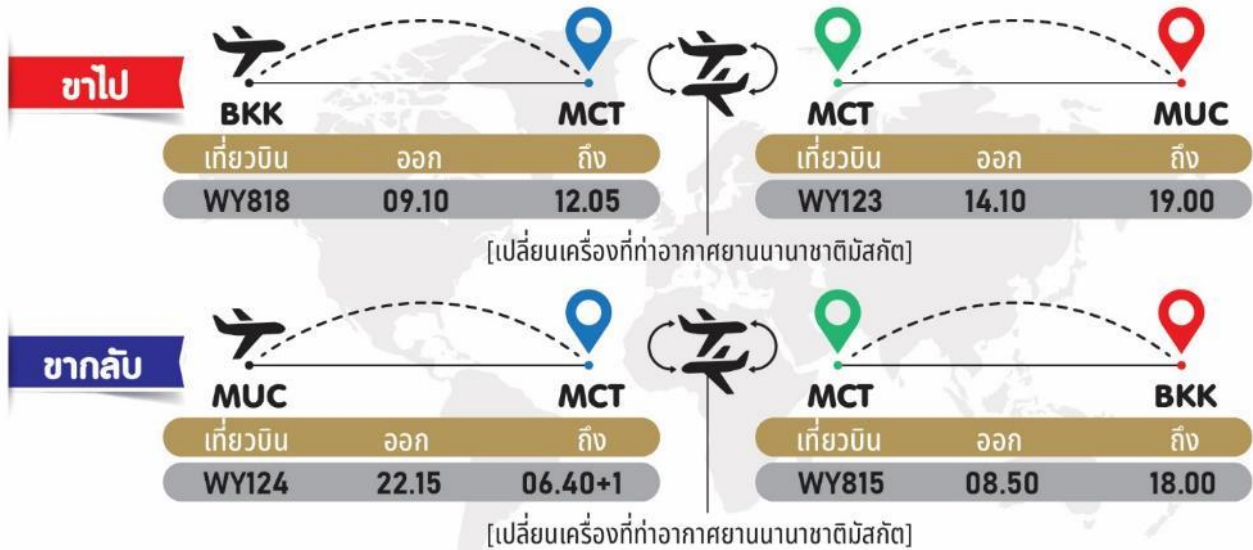 ขาไป
BKK MCT MCT MUC
เที่ยวบิน ออก ถึง เที่ยวบิน ออก ถึง
WY818 09.10 12.05 WY123 14.10 19.00
[เปลี่ยนเครื่องที่ท่าอากาศยานนานาชาติมัสกัต]
ขากลับ
MUC MCT MCT BKK
เที่ยวบิน ออก ถึง เที่ยวบิน ออก ถึง
WY124 22.15 06.40+1 WY815 08.50 18.00
[เปลี่ยนเครื่องที่ท่าอากาศยานนานาชาติมัสกัต]